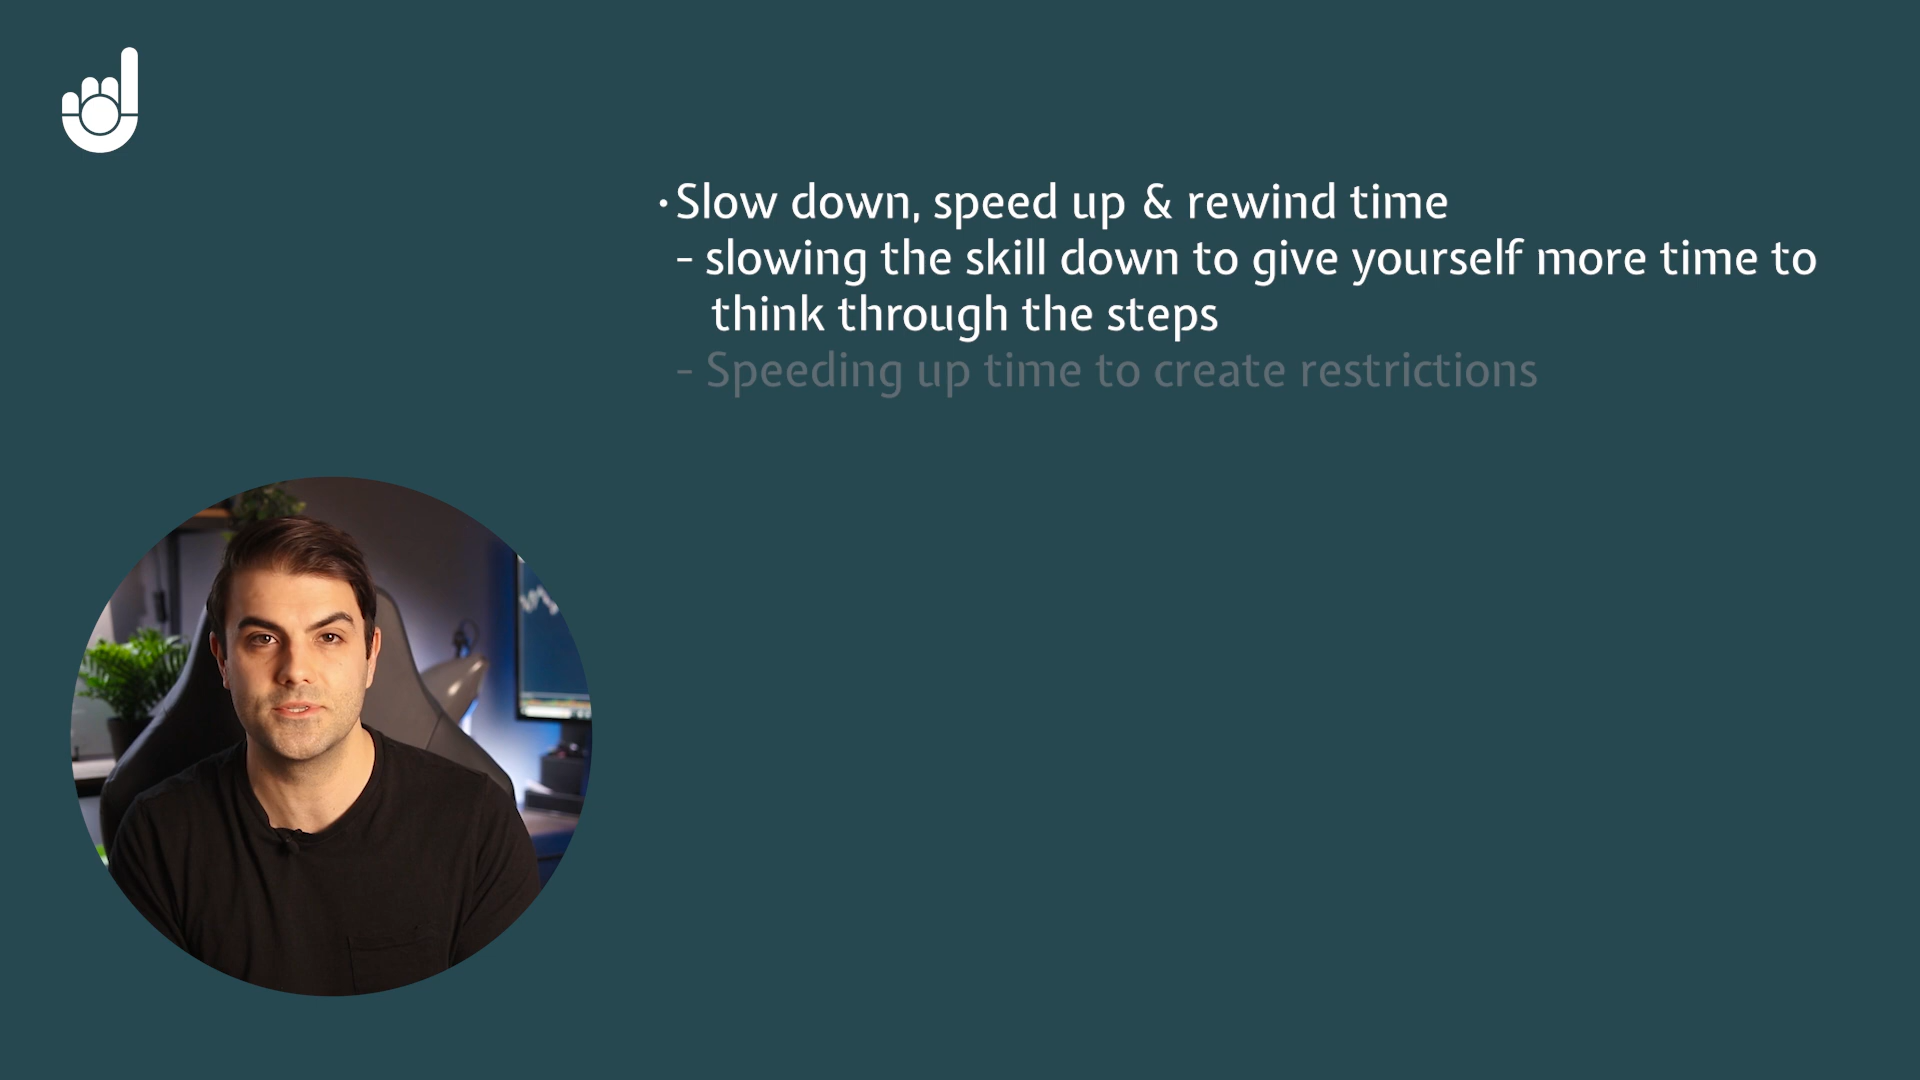 •Slow down, speed up & rewind time
- slowing the skill down to give yourself more time to
think through the steps
- Speeding up time to create restrictions